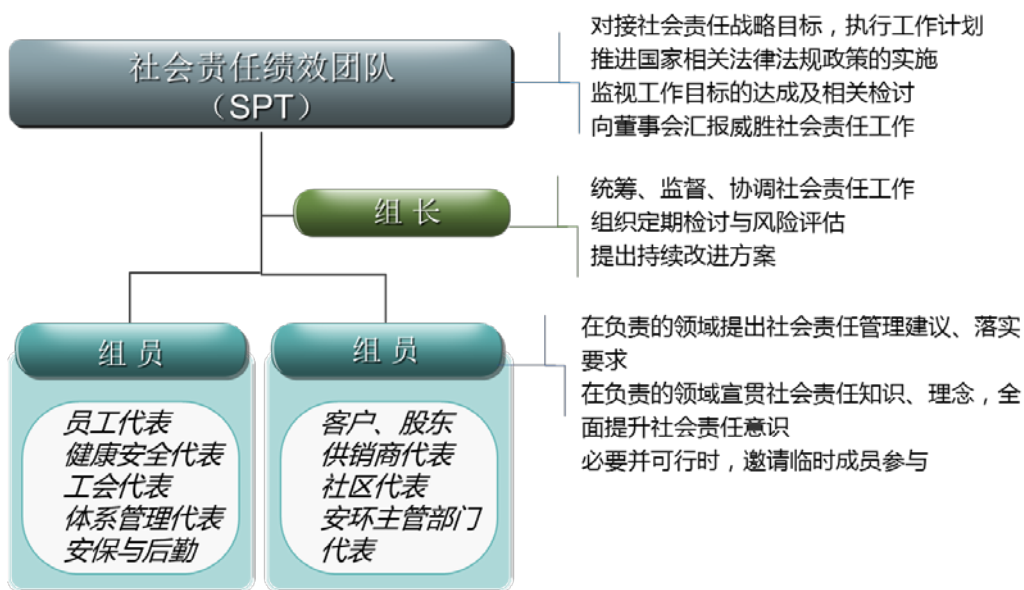 社会责任绩效团队
（SPT）
对接社会责任战略目标，执行工作计划
推进国家相关法律法规政策的实施
监视工作目标的达成及相关检讨
向董事会汇报威胜社会责任工作
组 长
统筹、监督、协调社会责任工作
组织定期检讨与风险评估
提出持续改进方案
组 员
员工代表
健康安全代表
工会代表
体系管理代表
安保与后勤
组 员
客户、股东
供销商代表
社区代表
安环主管部门
代表
在负责的领域提出社会责任管理建议、落实
要求
在负责的领域宣贯社会责任知识、理念，全
面提升社会责任意识
必要并可行时，邀请临时成员参与